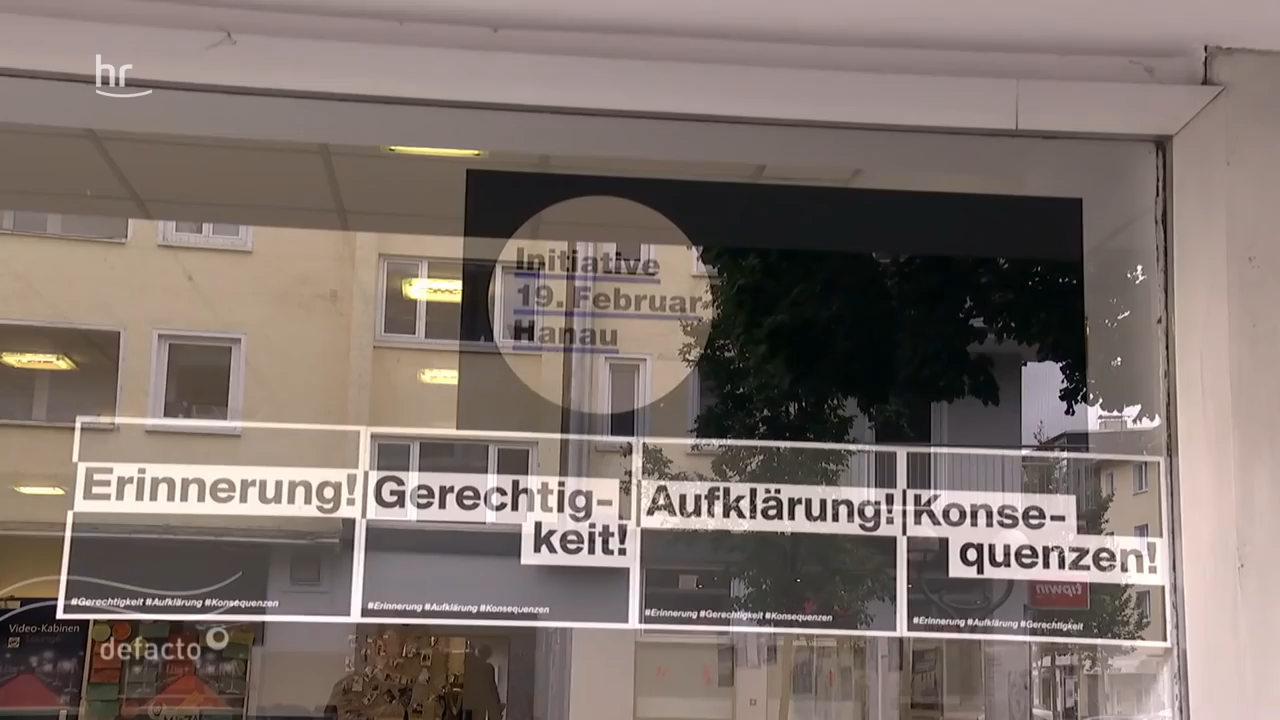 hr
Initiative
19. Februar
Hanau
Erinnerung!
Gerechtig-
keit!
Aufklärung!
Konse-
quenzen!
#Gerechtigkeit #Aufklärung #Konsequenzen
#Erinnerung #Aufklärung #Konsequenzen
#Erinnerung #Gerechtigkeit #Konsequenzen
#Erinnerung #Aufklärung #Gerechtigkeit
tipwin
Video-Kabinen
defacto